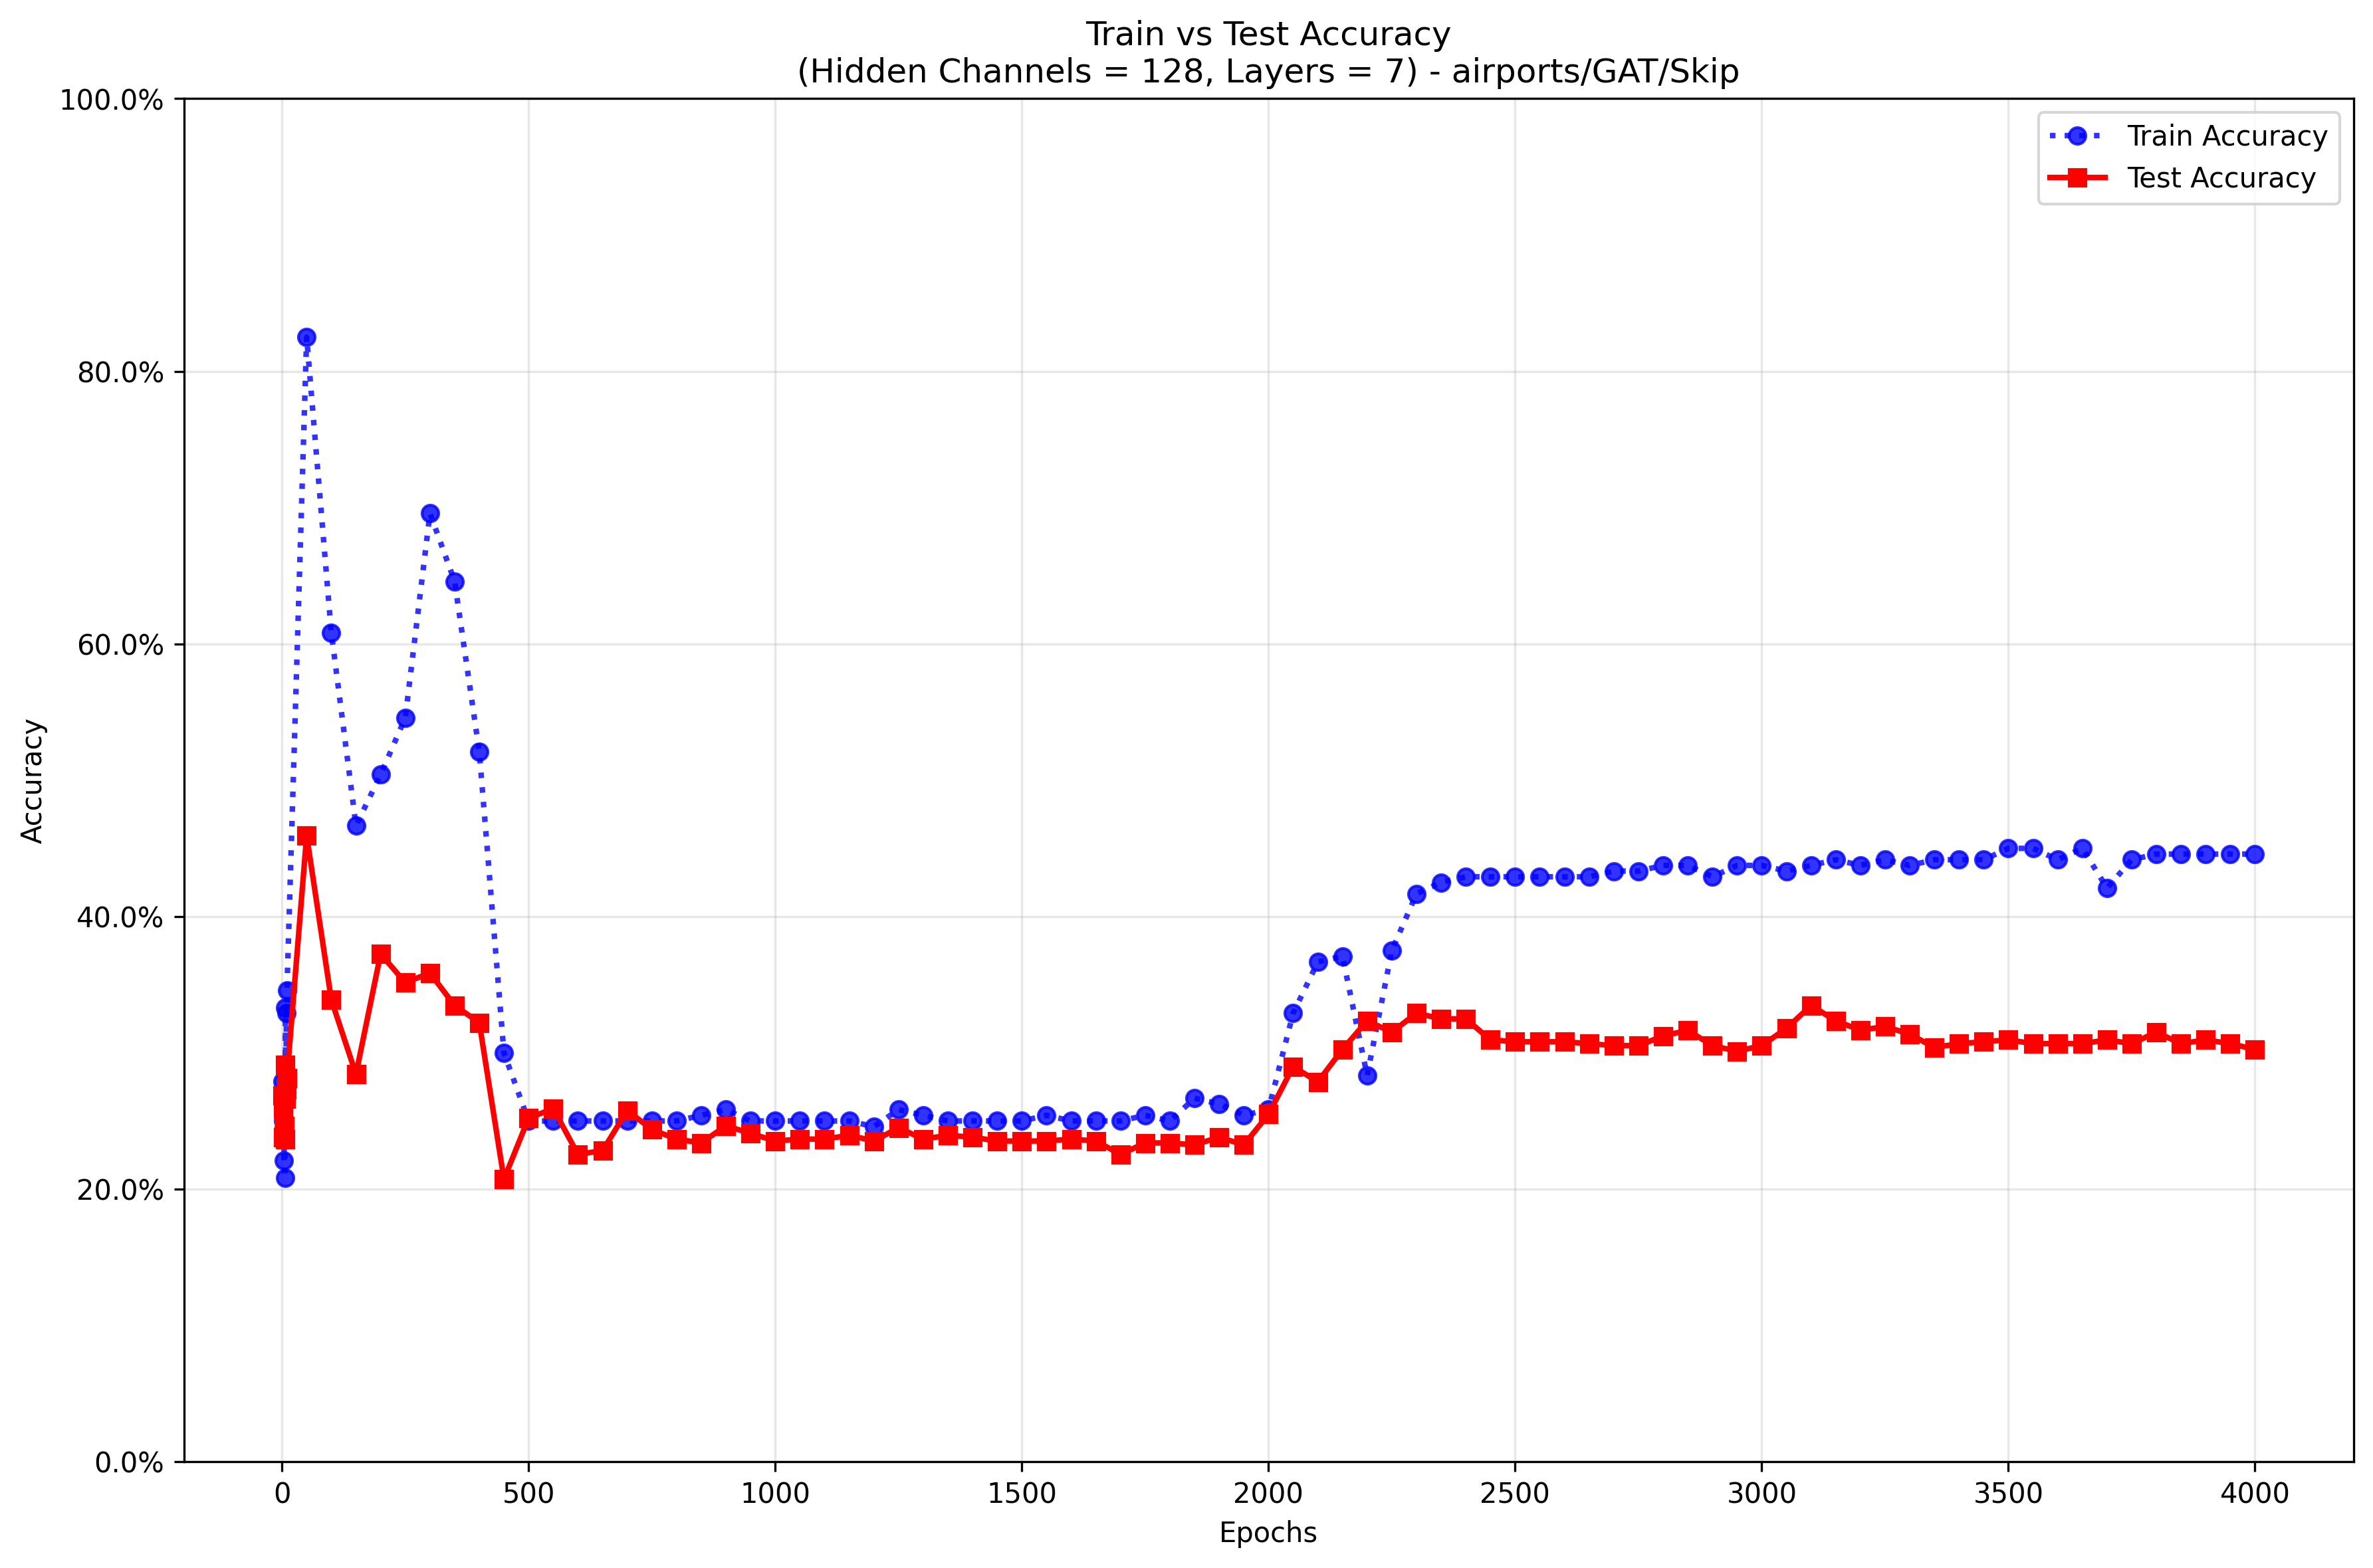 Train vs Test Accuracy
(Hidden Channels = 128, Layers = 7) - airports/GAT/Skip
100.0%
80.0%
60.0%
40.0%
20.0%
0.0%
Accuracy
Train Accuracy
Test Accuracy
0 500 1000 1500 2000 2500 3000 3500 4000
Epochs